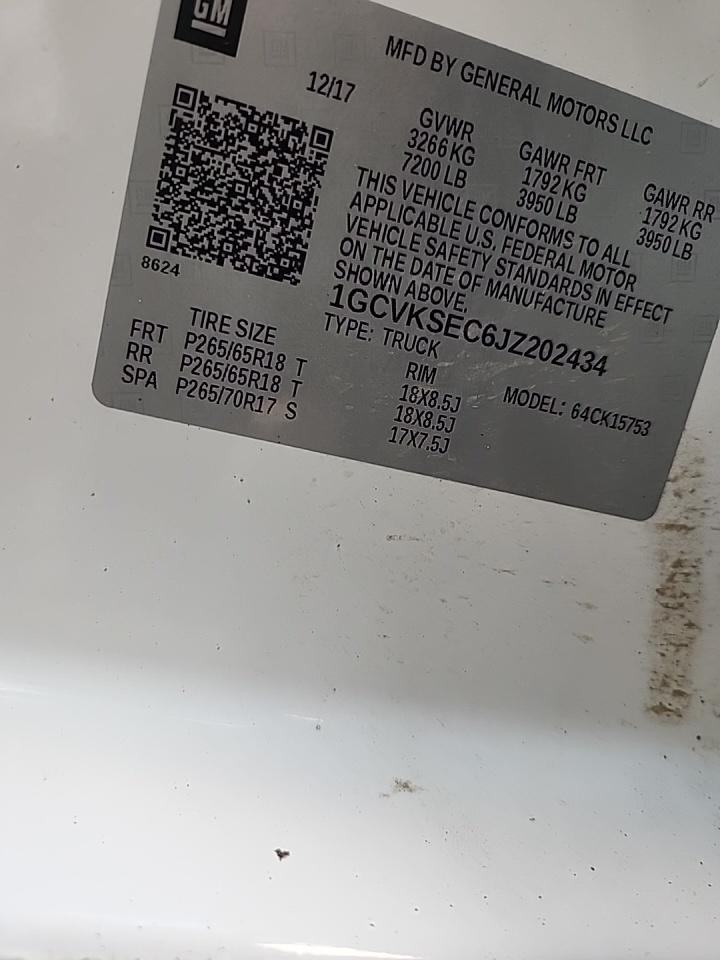 GM
MFD BY GENERAL MOTORS LLC
12/17
GVWR GAWR FRT GAWR RR
3266 KG 1792 KG 1792 KG
7200 LB 3950 LB 3950 LB
THIS VEHICLE CONFORMS TO ALL
APPLICABLE U.S. FEDERAL MOTOR
VEHICLE SAFETY STANDARDS IN EFFECT
ON THE DATE OF MANUFACTURE
SHOWN ABOVE.
8624
1GCVKSEC6JZ202434
TYPE: TRUCK MODEL: 64CK15753
TIRE SIZE RIM
FRT P265/65R18 T 18X8.5J
RR P265/65R18 T 18X8.5J
SPA P265/70R17 S 17X7.5J